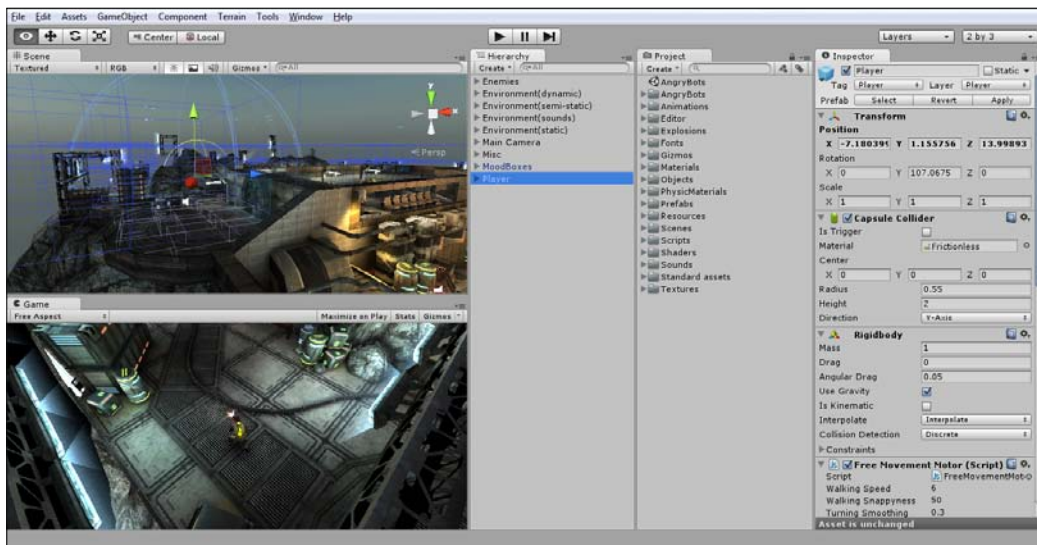 File Edit Assets GameObject Component Terrain Tools Window Help
Center Local Layers 2 by 3
Scene
Textured RGB Gizmos All
y
x
Persp
Game
Free Aspect Maximize on Play Stats Gizmos
Hierarchy
Create All
Enemies
Environment(dynamic)
Environment(semi-static)
Environment(sounds)
Environment(static)
Main Camera
Misc
MoodBoxes
Player
Project
Create
AngryBots
AngryBots
Animations
Editor
Explosions
Fonts
Gizmos
Materials
Objects
PhysicMaterials
Prefabs
Resources
Scenes
Scripts
Shaders
Sounds
Standard assets
Textures
Inspector
Player Static
Tag Player Layer Player
Prefab Select Revert Apply
Transform
Position
X -7.180399 Y 1.155756 Z 13.99893
Rotation
X 0 Y 107.0675 Z 0
Scale
X 1 Y 1 Z 1
Capsule Collider
Is Trigger
Material Frictionless
Center
X 0 Y 0 Z 0
Radius 0.55
Height 2
Direction Y-Axis
Rigidbody
Mass 1
Drag 0
Angular Drag 0.05
Use Gravity
Is Kinematic
Interpolate Interpolate
Collision Detection Discrete
Constraints
Free Movement Motor (Script)
Script FreeMovementMot
Walking Speed 6
Walking Snappyness 50
Turning Smoothing 0.3
Asset is unchanged